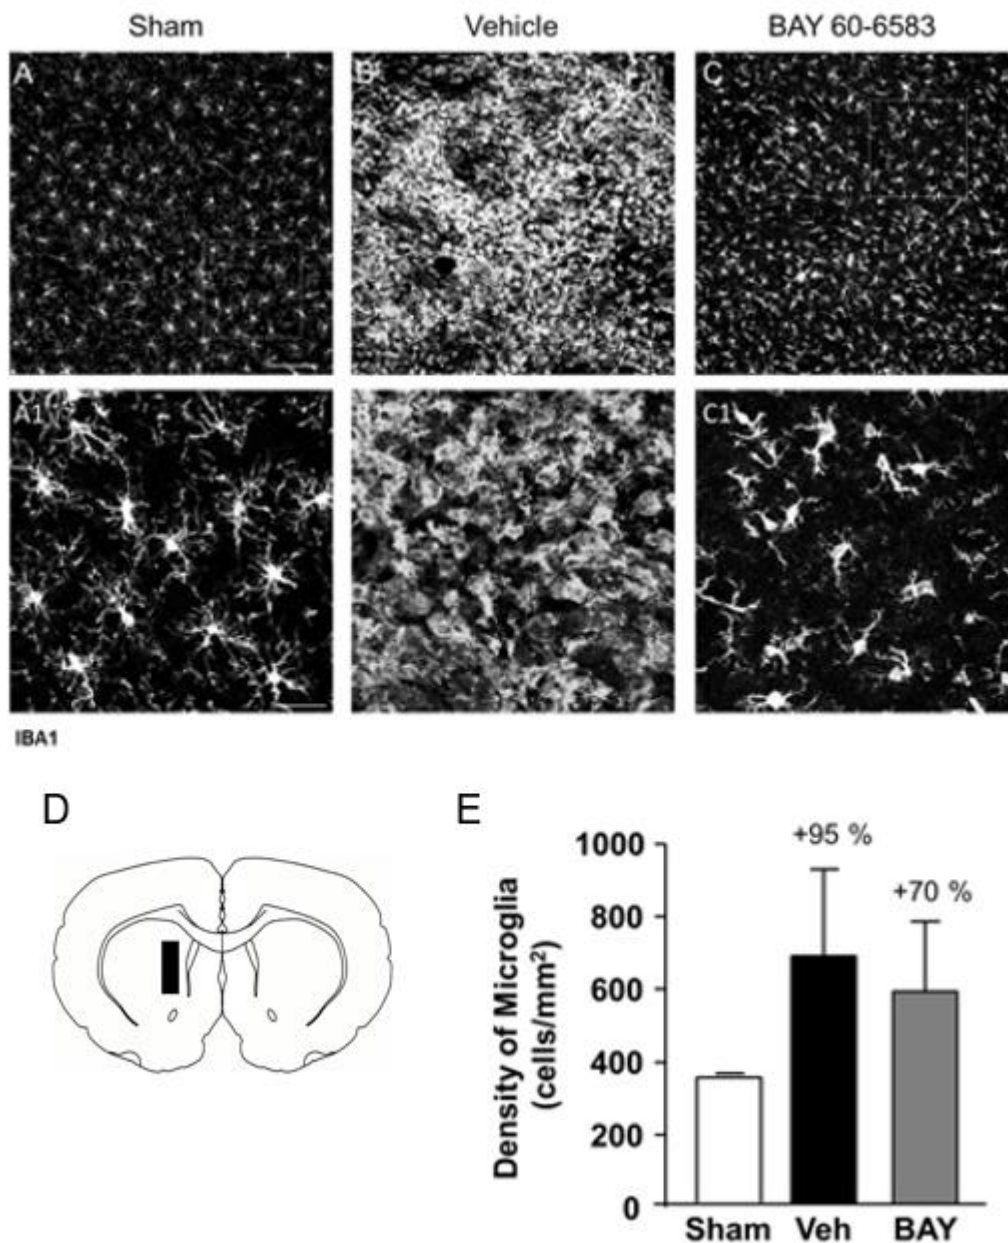 Sham Vehicle BAY 60-6583
A B C
A1 B C1
IBA1
D E
+95 %
+70 %
Density of Microglia
(cells/mm²)
1000
800
600
400
200
0
Sham Veh BAY